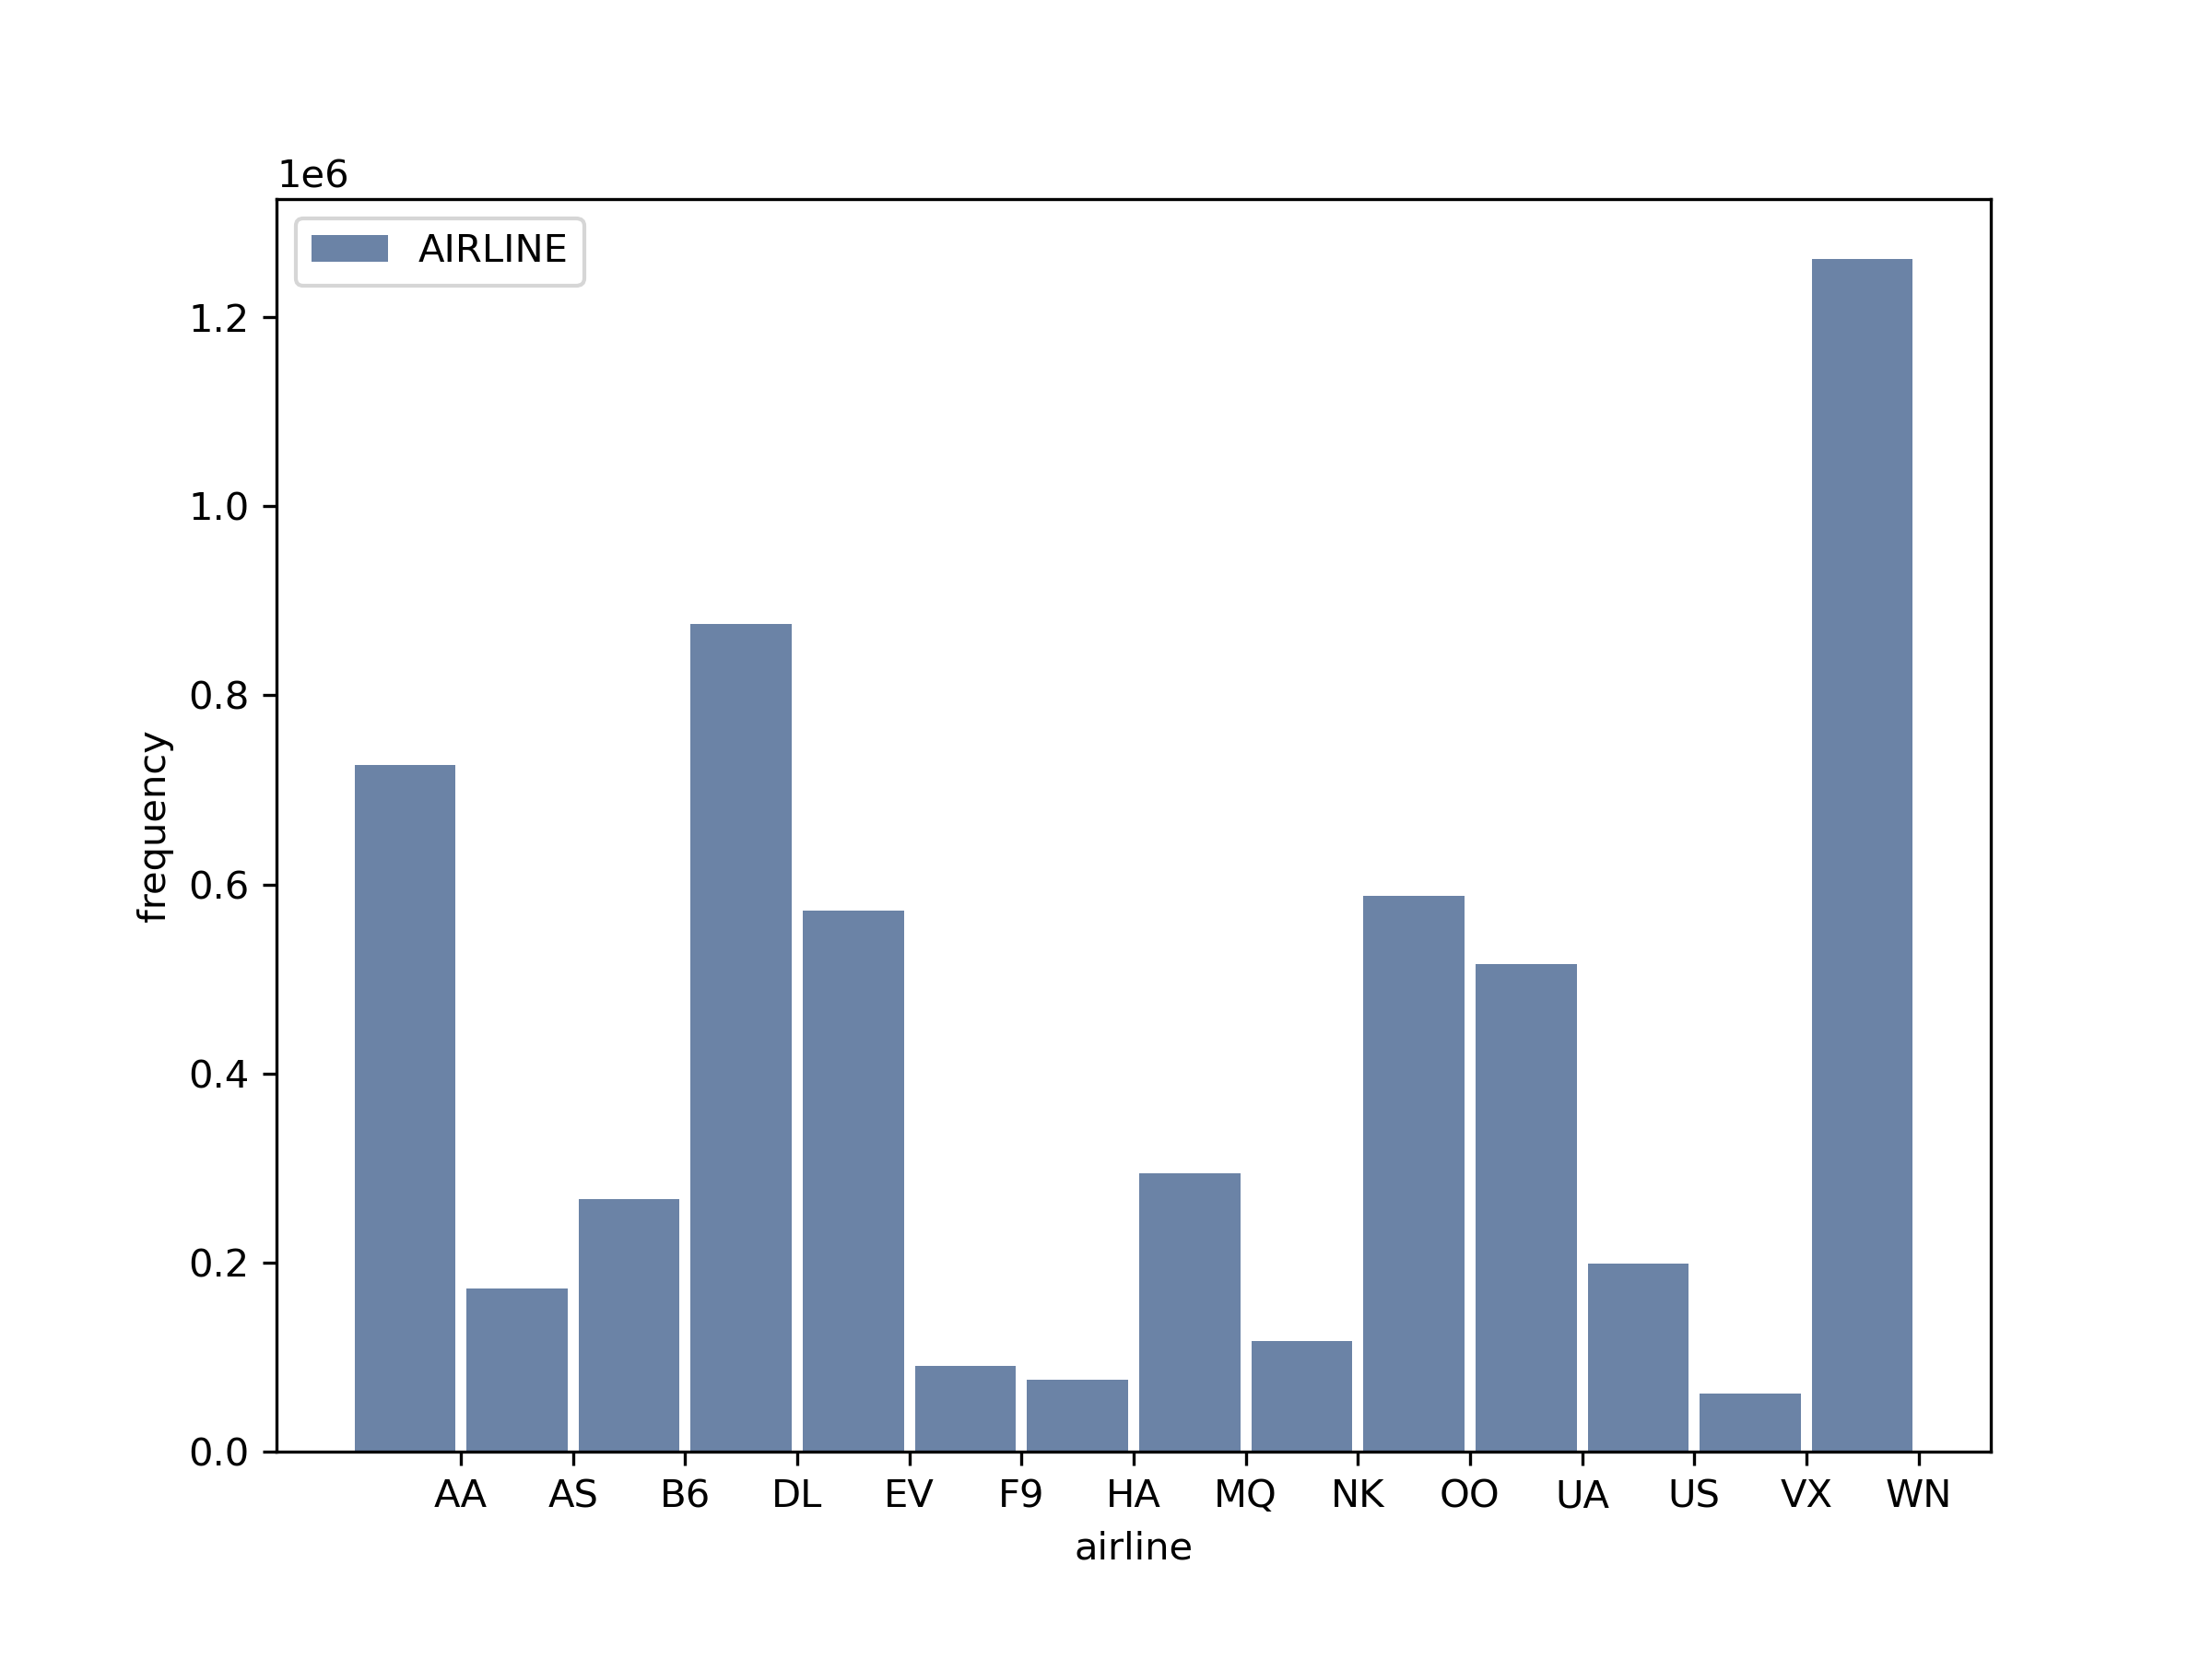 1e6
AIRLINE
1.2
1.0
0.8
0.6
0.4
0.2
0.0
frequency
AA AS B6 DL EV F9 HA MQ NK OO UA US VX WN
airline